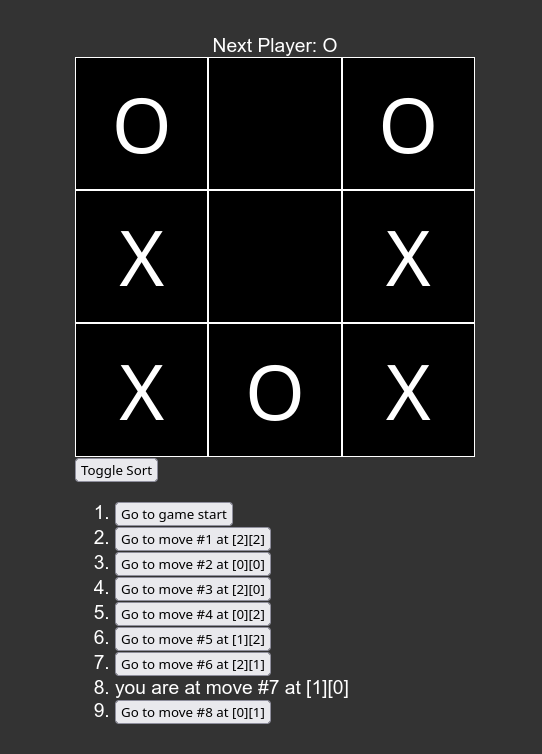 Next Player: O
O O
X X
X O X
Toggle Sort
1. Go to game start
2. Go to move #1 at [2][2]
3. Go to move #2 at [0][0]
4. Go to move #3 at [2][0]
5. Go to move #4 at [0][2]
6. Go to move #5 at [1][2]
7. Go to move #6 at [2][1]
8. you are at move #7 at [1][0]
9. Go to move #8 at [0][1]